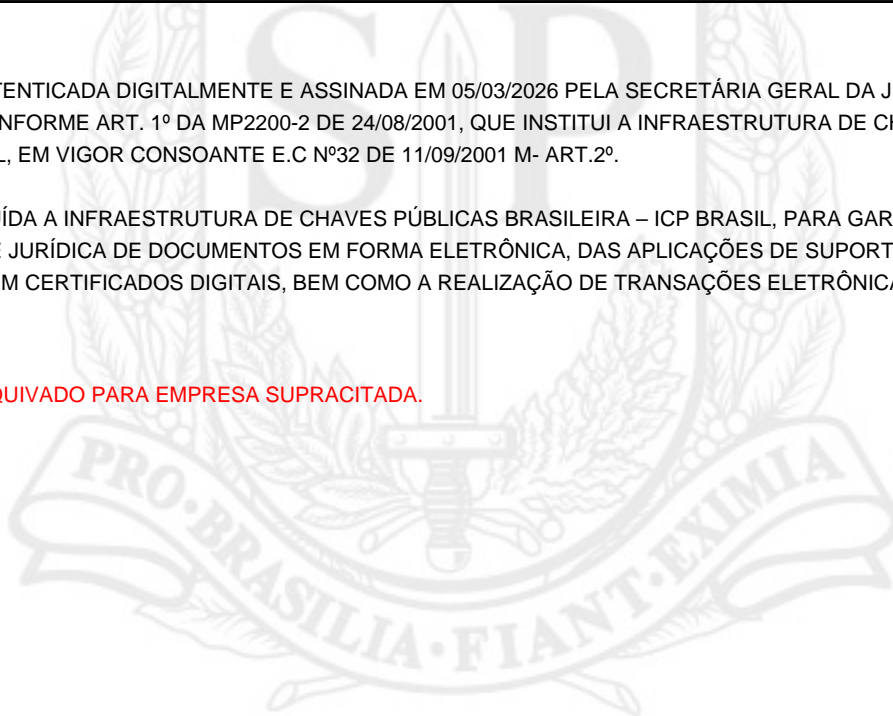 SP
TENTICADA DIGITALMENTE E ASSINADA EM 05/03/2026 PELA SECRETÁRIA GERAL DA J
NFORME ART. 1º DA MP2200-2 DE 24/08/2001, QUE INSTITUI A INFRAESTRUTURA DE CH
L, EM VIGOR CONSOANTE E.C Nº32 DE 11/09/2001 M- ART.2º.
UÍDA A INFRAESTRUTURA DE CHAVES PÚBLICAS BRASILEIRA – ICP BRASIL, PARA GAR
E JURÍDICA DE DOCUMENTOS EM FORMA ELETRÔNICA, DAS APLICAÇÕES DE SUPORT
M CERTIFICADOS DIGITAIS, BEM COMO A REALIZAÇÃO DE TRANSAÇÕES ELETRÔNICA
QUIVADO PARA EMPRESA SUPRACITADA.
PRO·BRASILIA·FIANT·EXIMIA